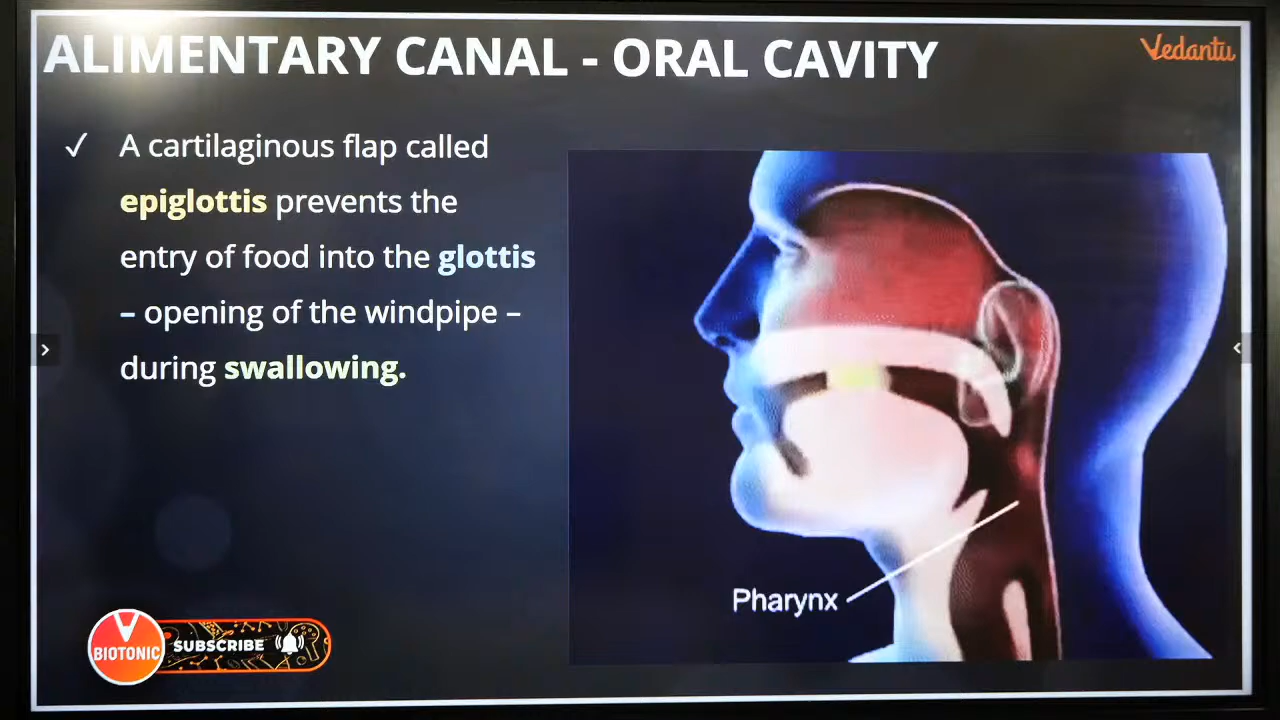 ALIMENTARY CANAL - ORAL CAVITY
Vedantu
✓ A cartilaginous flap called
epiglottis prevents the
entry of food into the glottis
– opening of the windpipe –
during swallowing.
Pharynx
V
BIOTONIC
SUBSCRIBE